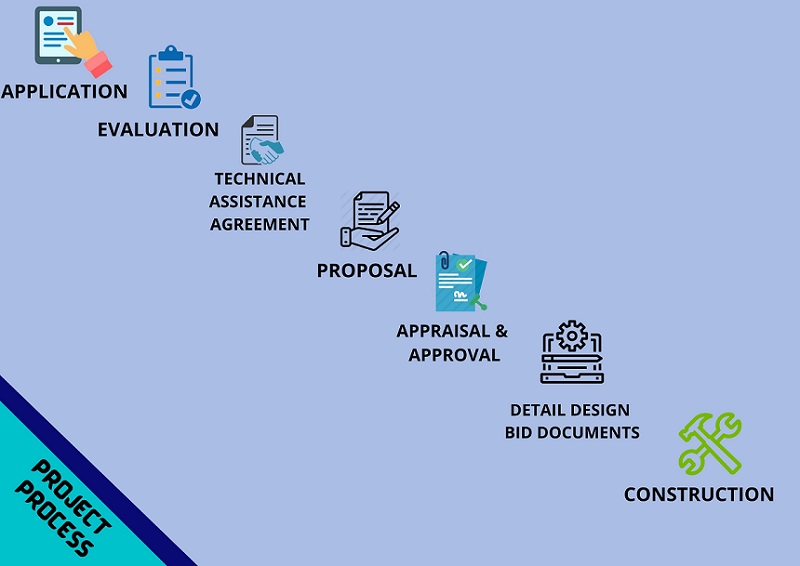 APPLICATION
EVALUATION
TECHNICAL
ASSISTANCE
AGREEMENT
PROPOSAL
APPRAISAL &
APPROVAL
DETAIL DESIGN
BID DOCUMENTS
CONSTRUCTION
PROJECT
PROCESS